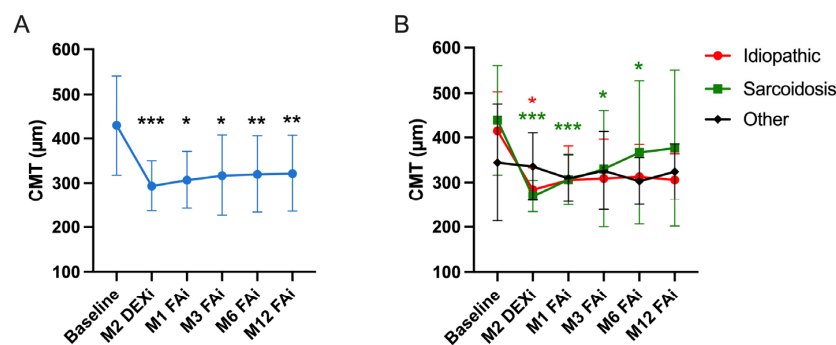 A
600
500
400
300
200
100
CMT (µm)
*** * * ** **
Baseline
M2 DEXi
M1 FAi
M3 FAi
M6 FAi
M12 FAi
B
600
500
400
300
200
100
CMT (µm)
*
*** *** * *
Baseline
M2 DEXi
M1 FAi
M3 FAi
M6 FAi
M12 FAi
Idiopathic
Sarcoidosis
Other